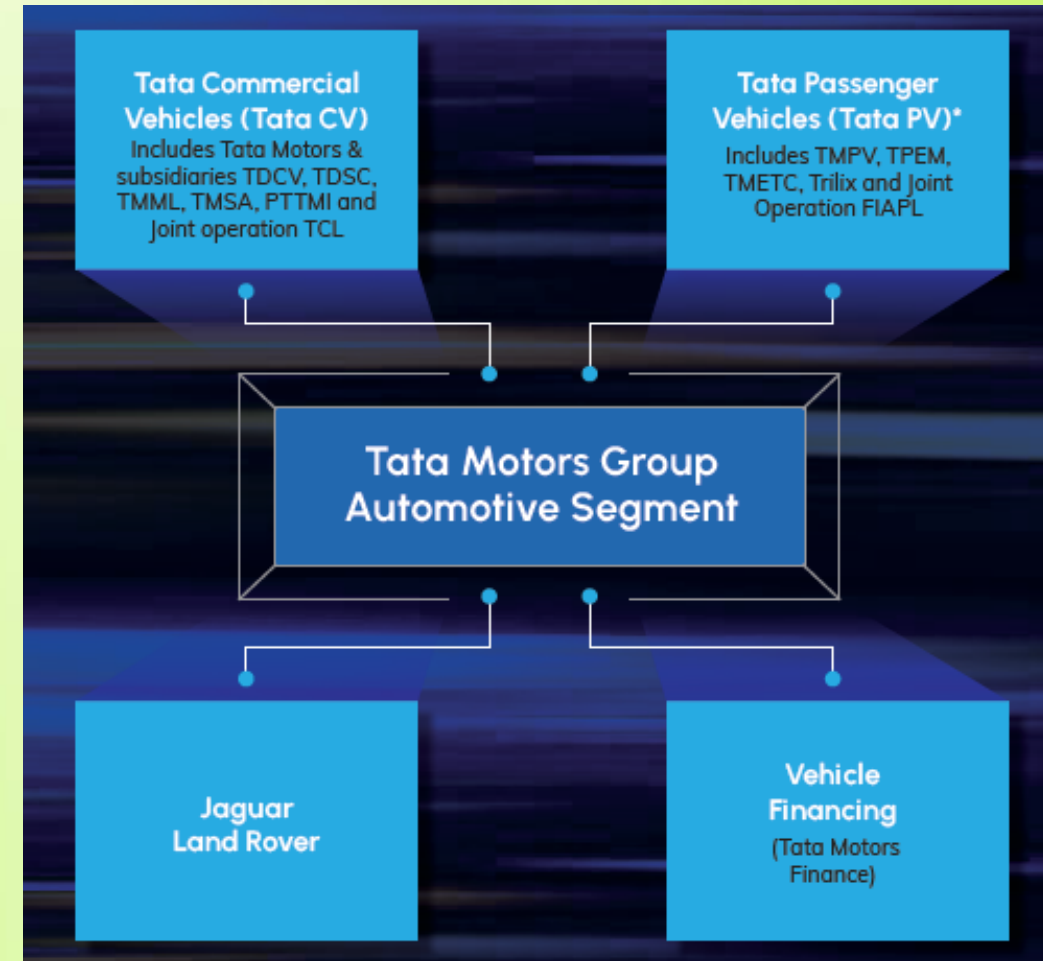 Tata Commercial
Vehicles (Tata CV)
Includes Tata Motors &
subsidiaries TDCV, TDSC,
TMML, TMSA, PTTMI and
Joint operation TCL
Tata Passenger
Vehicles (Tata PV)*
Includes TMPV, TPEM,
TMETC, Trilix and Joint
Operation FIAPL
Tata Motors Group
Automotive Segment
Jaguar
Land Rover
Vehicle
Financing
(Tata Motors
Finance)